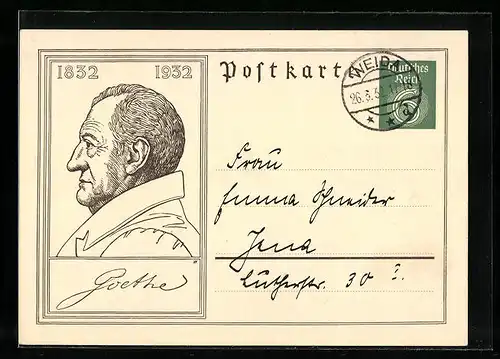 1832 1932 Postkarte
Deutsches
Reich
6
WEIDA
26.3.32
Frau
Emma Schneider
Jena
Lutherstr. 30
Goethe